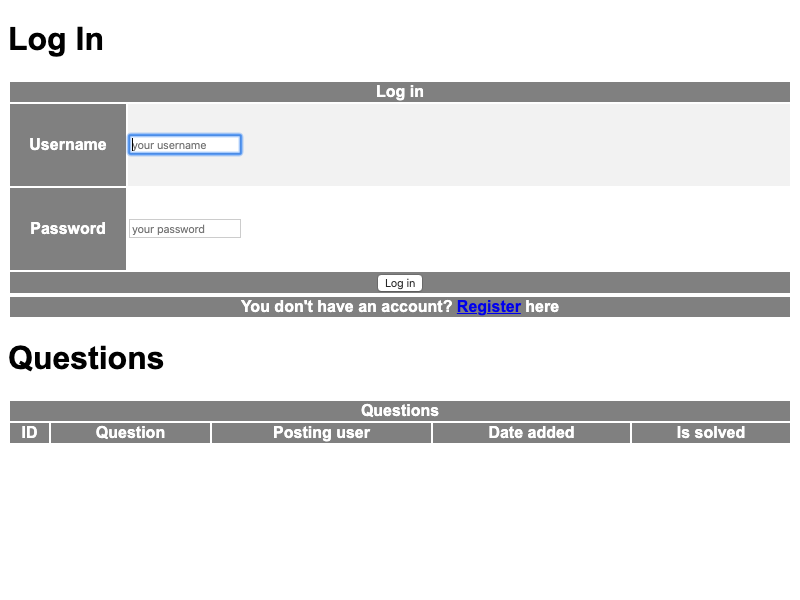 Log In
Log in
Username your username
Password your password
Log in
You don't have an account? Register here
Questions
Questions
ID Question Posting user Date added Is solved